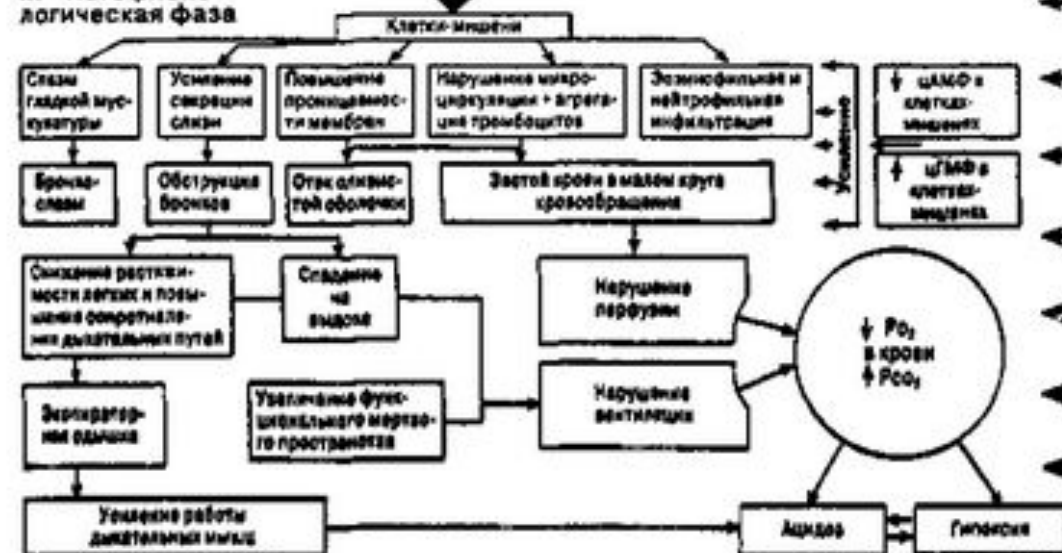 логическая фаза
Клетки-мишени
Спазм
гладкой мус-
кулатуры
Усиление
секреции
слизи
Повышение
проницаемос-
ти мембран
Нарушение микро-
циркуляции + агрега-
ция тромбоцитов
Эозинофильная и
нейтрофильная
инфильтрация
Усиление
↓ цАМФ в
клетках-
мишенях
↑ цГМФ в
клетках-
мишенях
Бронхо-
спазм
Обструкция
бронхов
Отек слизис-
той оболочки
Застой крови в малом круге
кровообращения
Снижение растяжи-
мости легких и повы-
шение сопротивле-
ния дыхательных путей
Спадение
на
выдохе
Нарушение
перфузии
↓ Po₂
в крови
↑ Pco₂
Экспиратор-
ная одышка
Увеличение функ-
ционального мертво-
го пространства
Нарушение
вентиляции
Усиление работы
дыхательных мышц
Ацидоз
Гипоксия